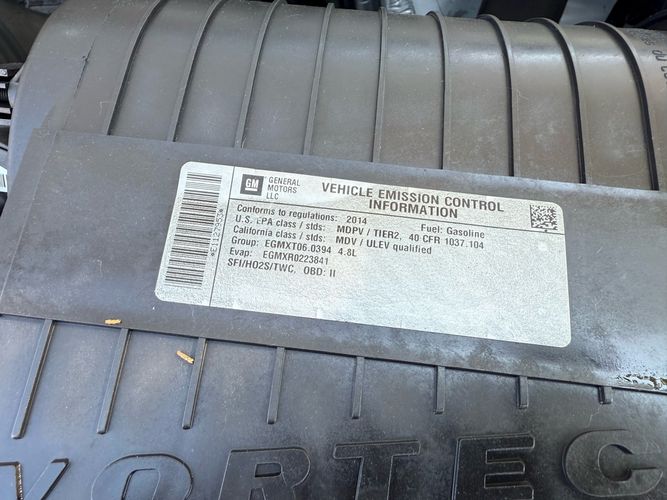 GM
GENERAL
MOTORS
LLC
VEHICLE EMISSION CONTROL
INFORMATION
Conforms to regulations: 2014 Fuel: Gasoline
U.S. EPA class / stds: MDPV / TIER2, 40 CFR 1037.104
California class / stds: MDV / ULEV qualified
Group: EGMXT06.0394 4.8L
Evap: EGMXR0223841
SFI/HO2S/TWC, OBD: II
*E1127953*
VORTEC